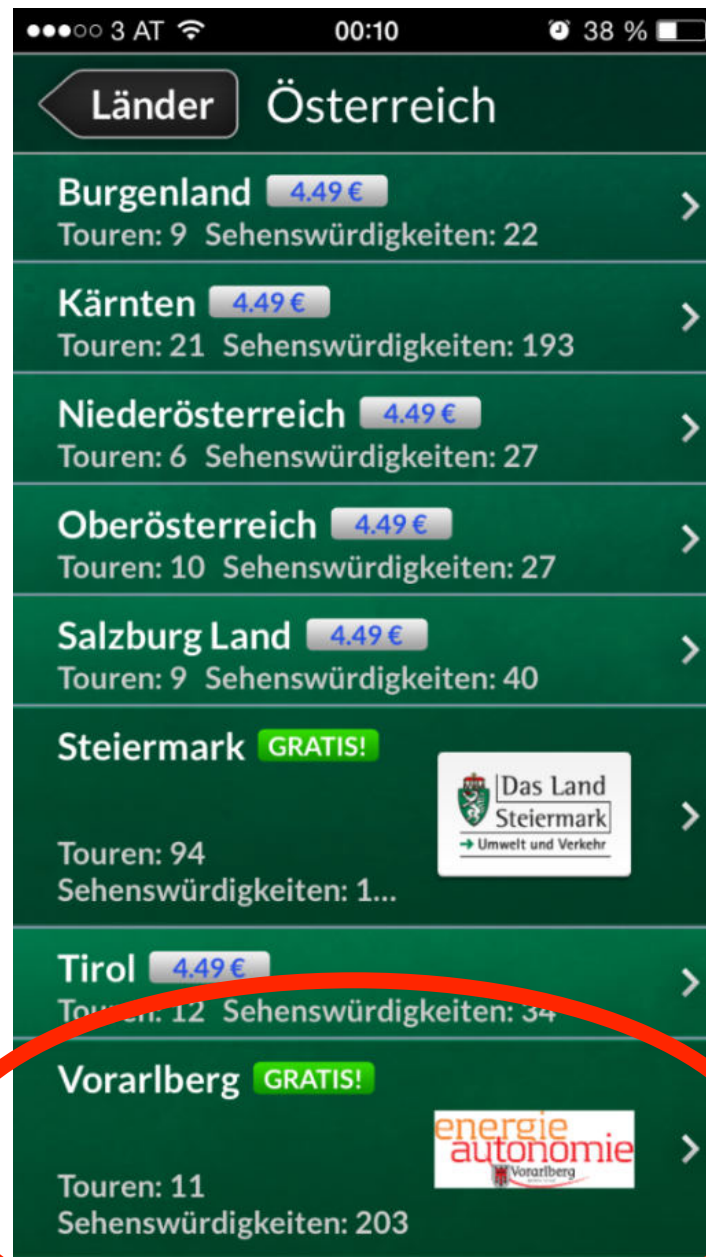 3 AT 00:10 38 %
Länder Österreich
Burgenland 4.49 €
Touren: 9 Sehenswürdigkeiten: 22
Kärnten 4.49 €
Touren: 21 Sehenswürdigkeiten: 193
Niederösterreich 4.49 €
Touren: 6 Sehenswürdigkeiten: 27
Oberösterreich 4.49 €
Touren: 10 Sehenswürdigkeiten: 27
Salzburg Land 4.49 €
Touren: 9 Sehenswürdigkeiten: 40
Steiermark GRATIS!
Das Land
Steiermark
→ Umwelt und Verkehr
Touren: 94
Sehenswürdigkeiten: 1...
Tirol 4.49 €
Touren: 12 Sehenswürdigkeiten: 34
Vorarlberg GRATIS!
energie
autonomie
Vorarlberg
Touren: 11
Sehenswürdigkeiten: 203